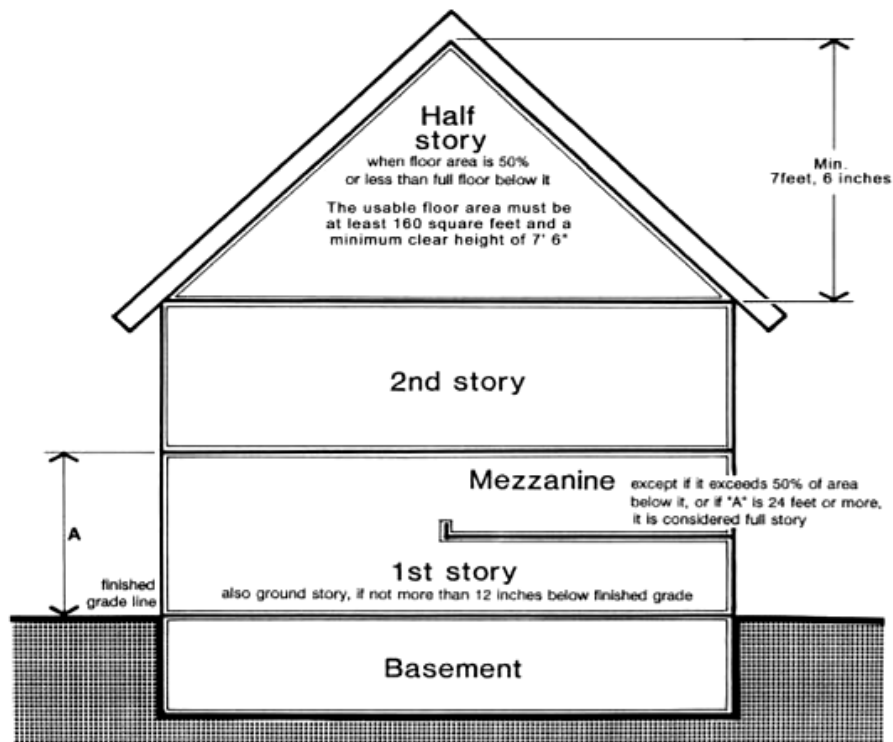 Half
story
when floor area is 50%
or less than full floor below it
The usable floor area must be
at least 160 square feet and a
minimum clear height of 7' 6"
Min.
7feet, 6 inches
2nd story
Mezzanine
except if it exceeds 50% of area
below it, or if "A" is 24 feet or more,
it is considered full story
A
1st story
also ground story, if not more than 12 inches below finished grade
finished
grade line
Basement